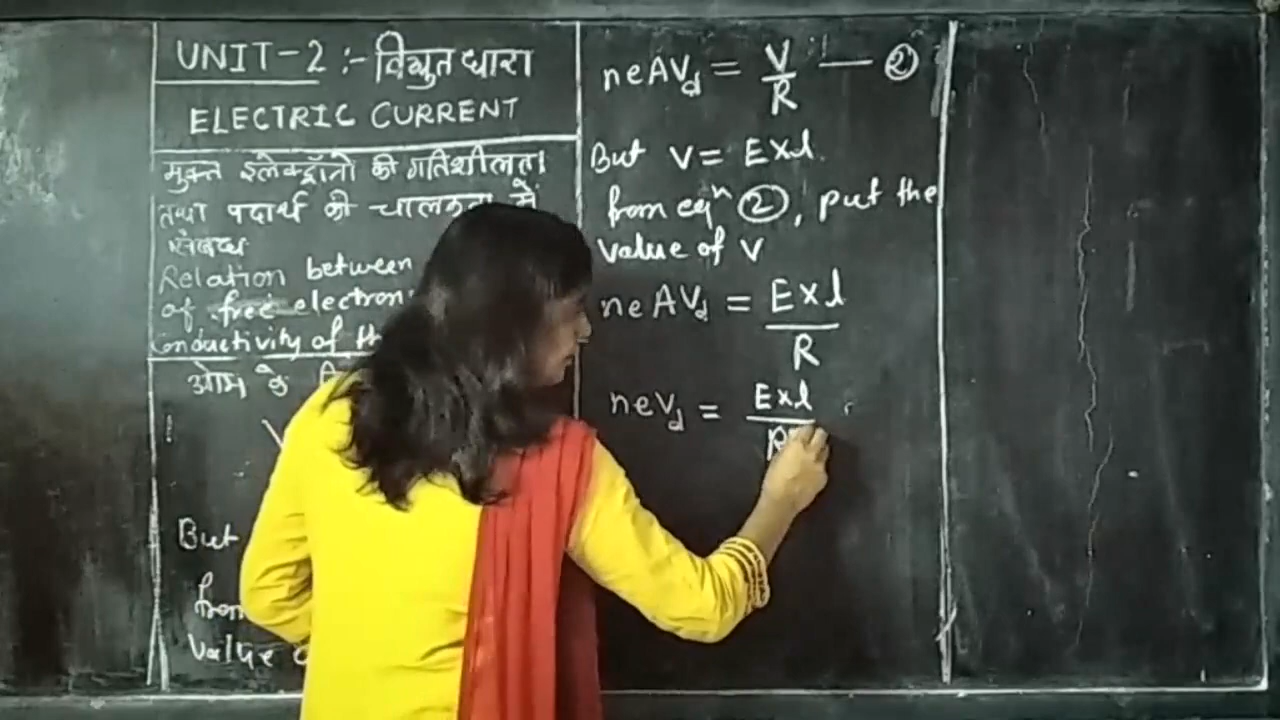 UNIT-2 :- विद्युत धारा
ELECTRIC CURRENT
मुक्त इलेक्ट्रॉनो की गतिशीलता
तथा पदार्थ की चालकता मे
संबंध
Relation between
of free electron
conductivity of th
ओम के
But
from
value
neAV_d = V/R — ②
But V = E×l
from eqⁿ ②, put the
value of V
neAV_d = E×l/R
neV_d = E×l/R